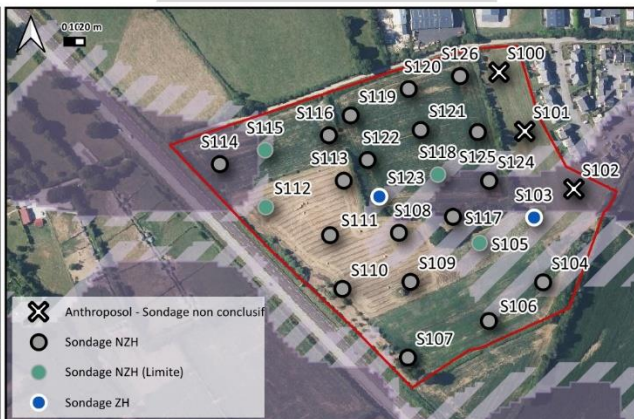 0 10 20 m
S126
S100
S120
S119
S121
S101
S116
S115
S114
S122
S118
S125
S124
S113
S123
S102
S112
S103
S108
S117
S111
S105
S110
S109
S104
S106
S107
Anthroposol - Sondage non conclusif
Sondage NZH
Sondage NZH (Limite)
Sondage ZH